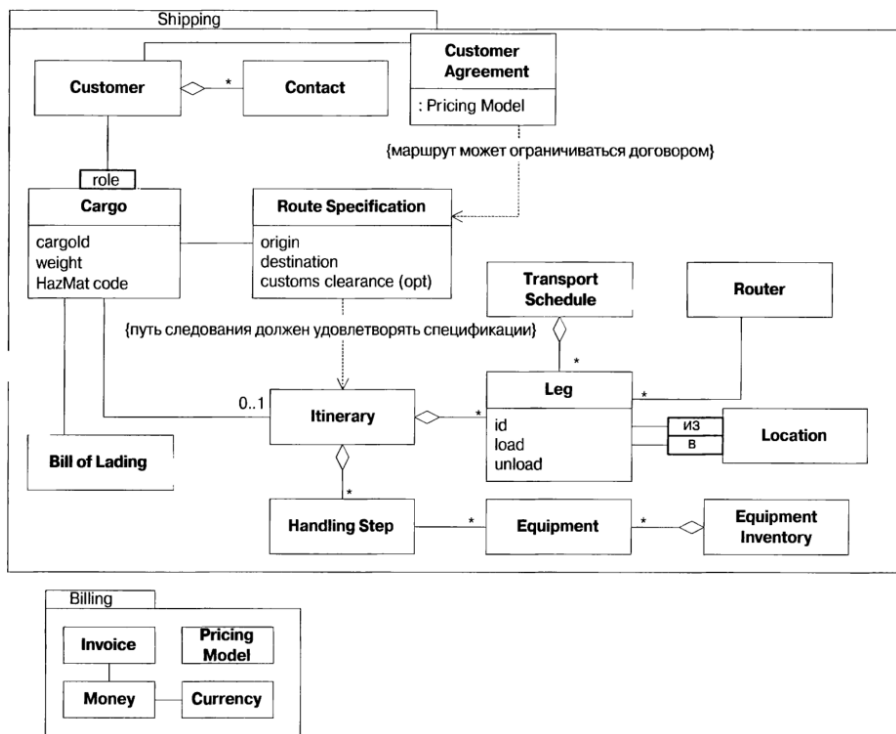 Shipping
Customer
Contact
*
Customer
Agreement
: Pricing Model
{маршрут может ограничиваться договором}
role
Cargo
cargoId
weight
HazMat code
Route Specification
origin
destination
customs clearance (opt)
Transport
Schedule
Router
{путь следования должен удовлетворять спецификации}
*
*
0..1
Itinerary
*
Leg
id
load
unload
из
в
Location
Bill of Lading
*
Handling Step
*
Equipment
*
Equipment
Inventory
Billing
Invoice
Pricing
Model
Money
Currency